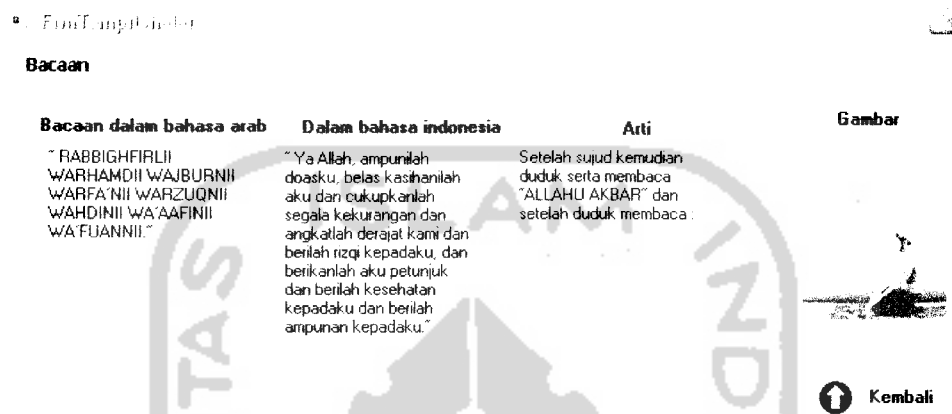 Bacaan
Bacaan dalam bahasa arab
" RABBIGHFIRLII
WARHAMDII WAJBURNII
WARFA'NII WARZUQNII
WAHDINII WA'AAFINII
WA'FUANNII."
Dalam bahasa indonesia
" Ya Allah, ampunilah
doasku, belas kasihanilah
aku dan cukupkanlah
segala kekurangan dan
angkatlah derajat kami dan
berilah rizqi kepadaku, dan
berikanlah aku petunjuk
dan berilah kesehatan
kepadaku dan berilah
ampunan kepadaku."
Arti
Setelah sujud kemudian
duduk serta membaca
"ALLAHU AKBAR" dan
setelah duduk membaca :
Gambar
Kembali
ISLAM
TAS
IND